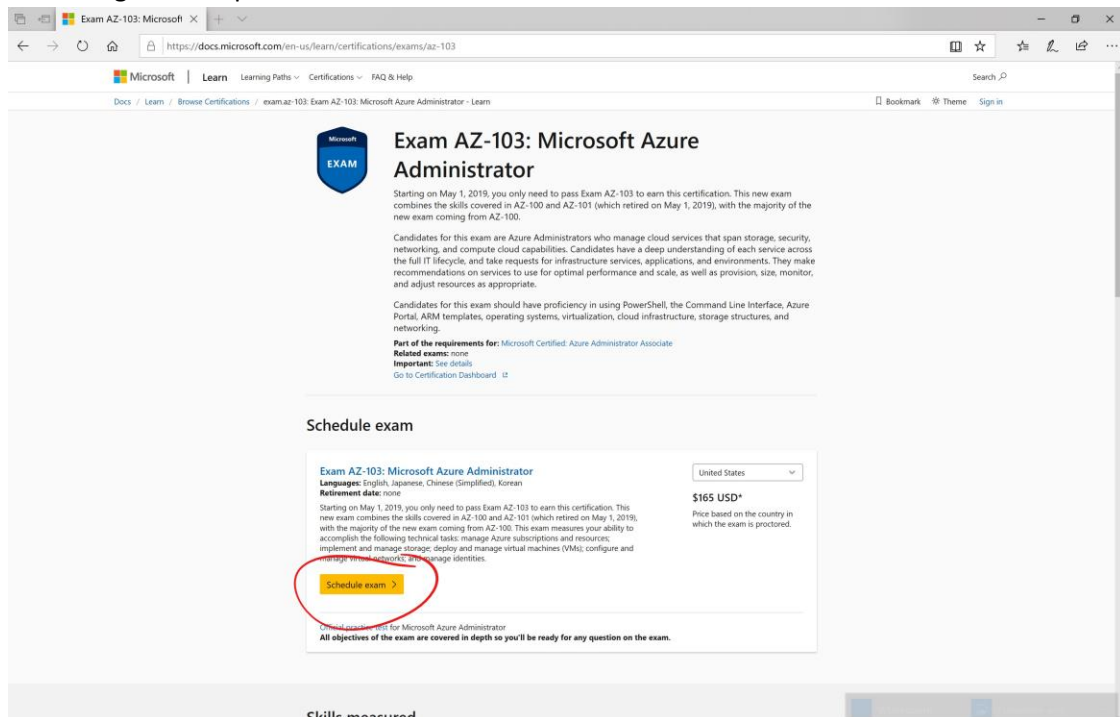 Exam AZ-103: Microsoft
https://docs.microsoft.com/en-us/learn/certifications/exams/az-103
Microsoft | Learn Learning Paths Certifications FAQ & Help Search
Docs / Learn / Browse Certifications / exam.az-103: Exam AZ-103: Microsoft Azure Administrator - Learn Bookmark Theme Sign in
Microsoft
EXAM
Exam AZ-103: Microsoft Azure
Administrator
Starting on May 1, 2019, you only need to pass Exam AZ-103 to earn this certification. This new exam
combines the skills covered in AZ-100 and AZ-101 (which retired on May 1, 2019), with the majority of the
new exam coming from AZ-100.
Candidates for this exam are Azure Administrators who manage cloud services that span storage, security,
networking, and compute cloud capabilities. Candidates have a deep understanding of each service across
the full IT lifecycle, and take requests for infrastructure services, applications, and environments. They make
recommendations on services to use for optimal performance and scale, as well as provision, size, monitor,
and adjust resources as appropriate.
Candidates for this exam should have proficiency in using PowerShell, the Command Line Interface, Azure
Portal, ARM templates, operating systems, virtualization, cloud infrastructure, storage structures, and
networking.
Part of the requirements for: Microsoft Certified: Azure Administrator Associate
Related exams: none
Important: See details
Go to Certification Dashboard
Schedule exam
Exam AZ-103: Microsoft Azure Administrator
Languages: English, Japanese, Chinese (Simplified), Korean
Retirement date: none
Starting on May 1, 2019, you only need to pass Exam AZ-103 to earn this certification. This
new exam combines the skills covered in AZ-100 and AZ-101 (which retired on May 1, 2019),
with the majority of the new exam coming from AZ-100. This exam measures your ability to
accomplish the following technical tasks: manage Azure subscriptions and resources;
implement and manage storage; deploy and manage virtual machines (VMs); configure and
manage virtual networks; and manage identities.
United States
$165 USD*
Price based on the country in
which the exam is proctored.
Schedule exam >
Official practice test for Microsoft Azure Administrator
All objectives of the exam are covered in depth so you'll be ready for any question on the exam.
Skills measured